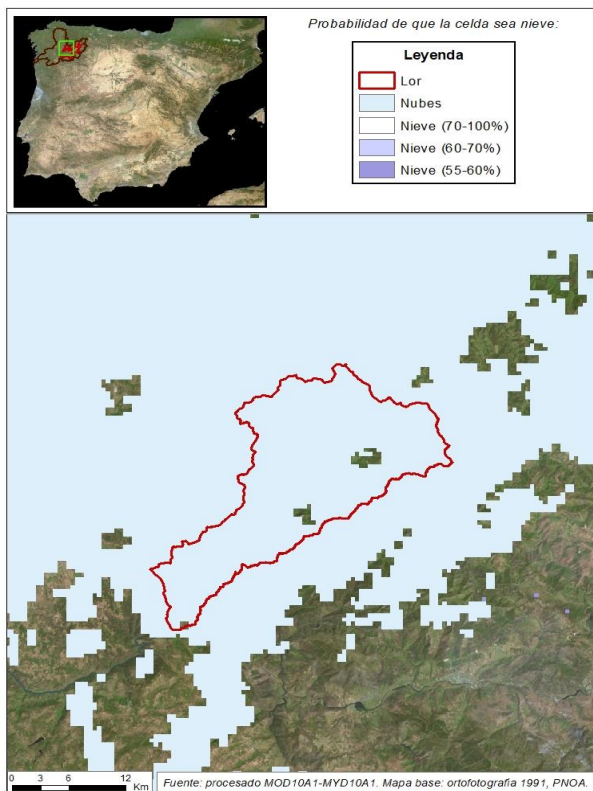 Probabilidad de que la celda sea nieve:
Leyenda
Lor
Nubes
Nieve (70-100%)
Nieve (60-70%)
Nieve (55-60%)
0 3 6 12
Km
Fuente: procesado MOD10A1-MYD10A1. Mapa base: ortofotografía 1991, PNOA.